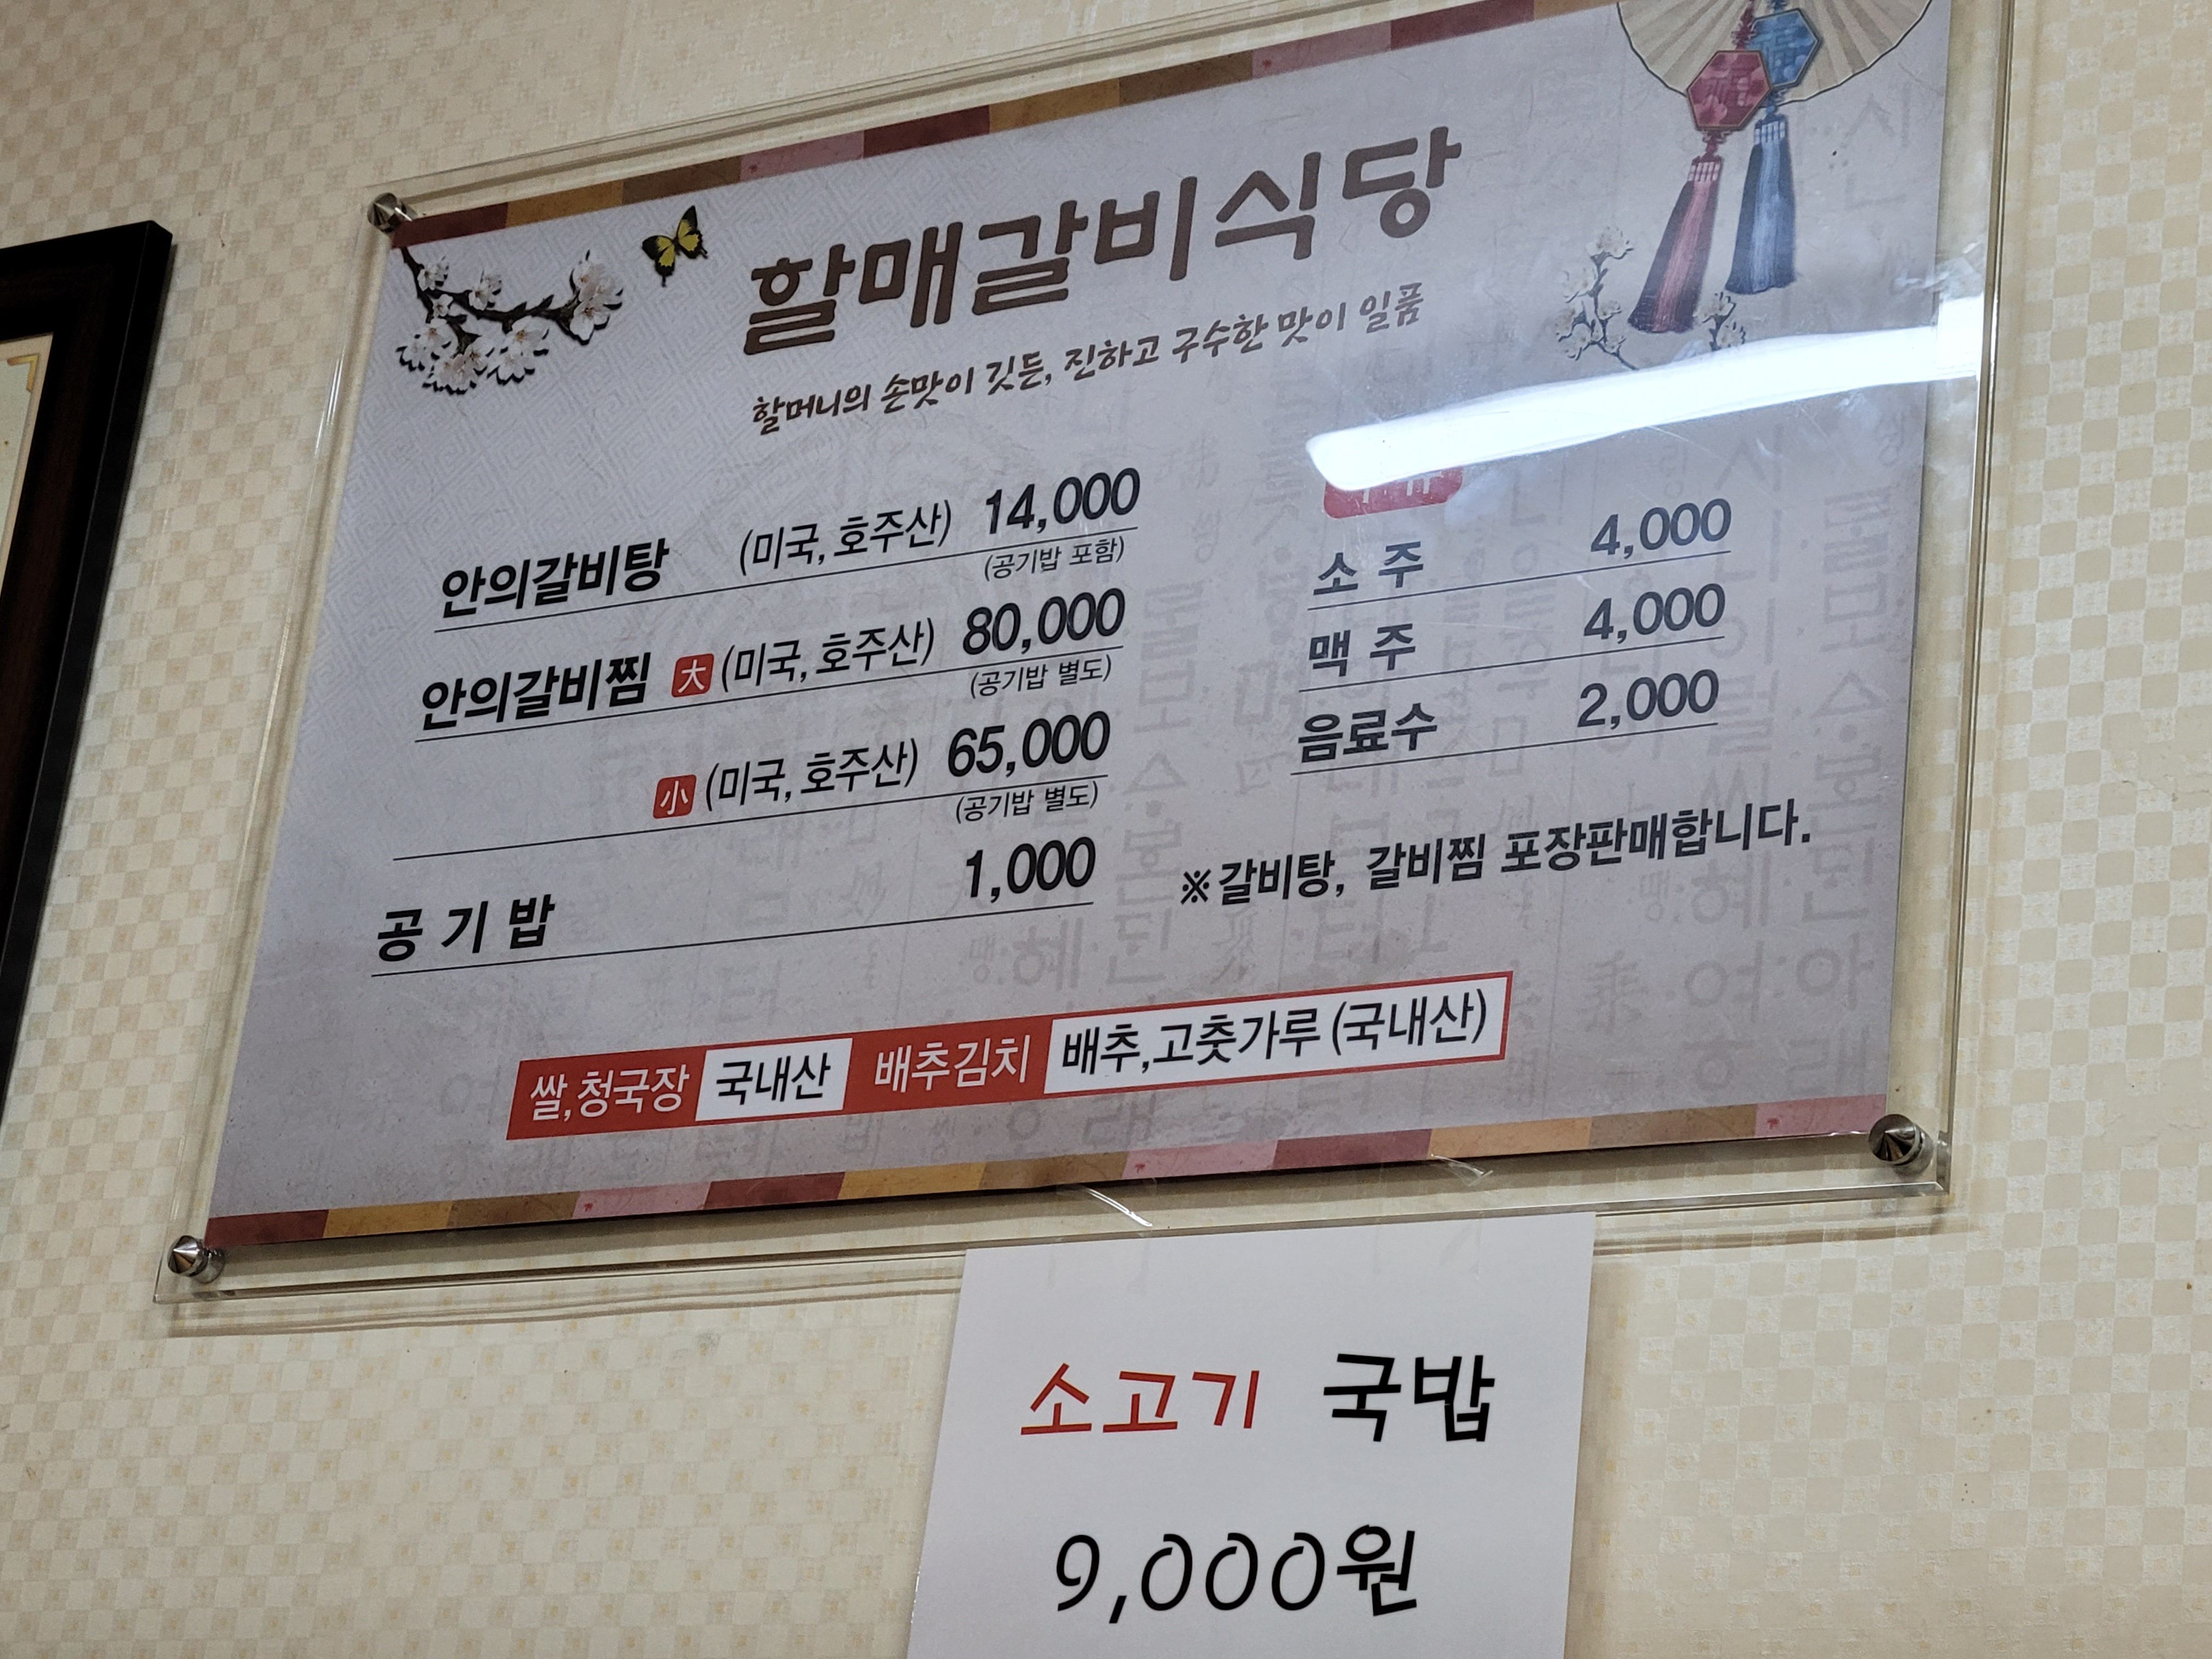 할매갈비식당
할머니의 손맛이 깃든, 진하고 구수한 맛이 일품
안의갈비탕 (미국, 호주산) 14,000
(공기밥 포함)
안의갈비찜 大 (미국, 호주산) 80,000
(공기밥 별도)
小 (미국, 호주산) 65,000
(공기밥 별도)
공기밥 1,000
소주 4,000
맥주 4,000
음료수 2,000
※갈비탕, 갈비찜 포장판매합니다.
쌀,청국장 국내산 배추김치 배추,고춧가루 (국내산)
소고기 국밥
9,000원